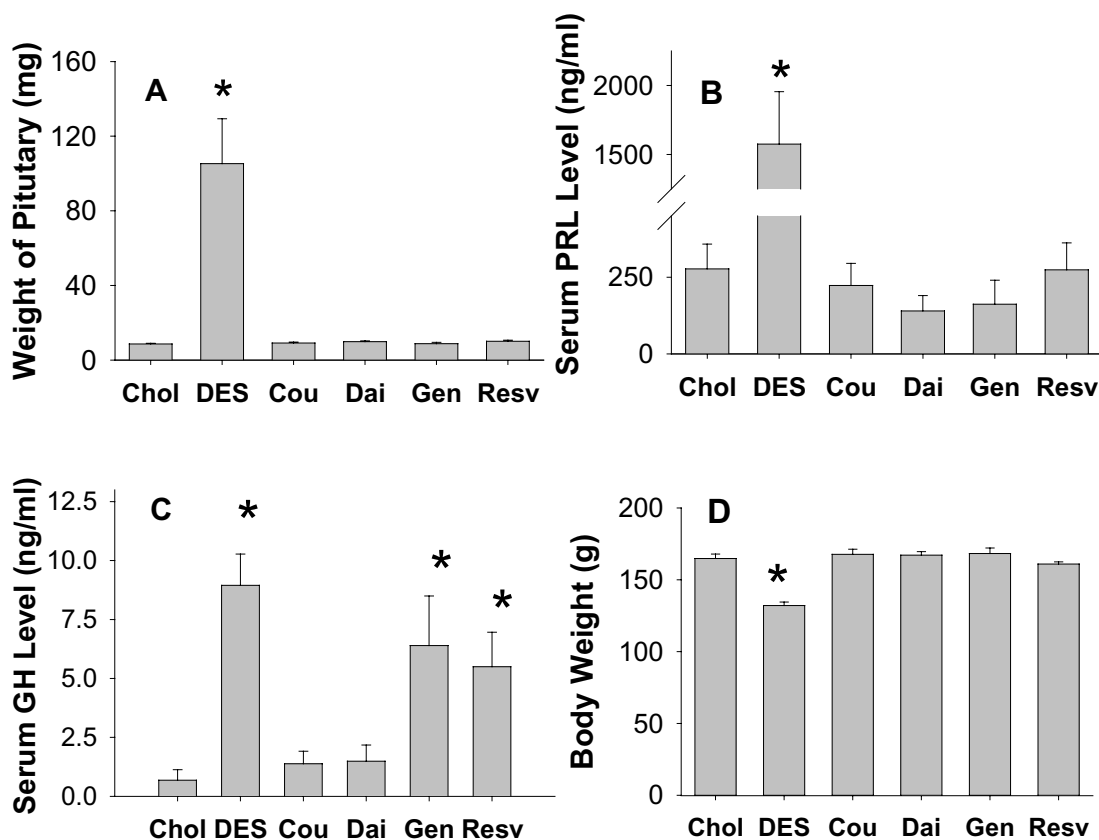 Weight of Pitutary (mg)
160
120
80
40
0
A
*
Chol DES Cou Dai Gen Resv
Serum PRL Level (ng/ml)
2000
1500
250
0
B
*
Chol DES Cou Dai Gen Resv
Serum GH Level (ng/ml)
12.5
10.0
7.5
5.0
2.5
0.0
C
*
*
*
Chol DES Cou Dai Gen Resv
Body Weight (g)
200
150
100
50
0
D
*
Chol DES Cou Dai Gen Resv